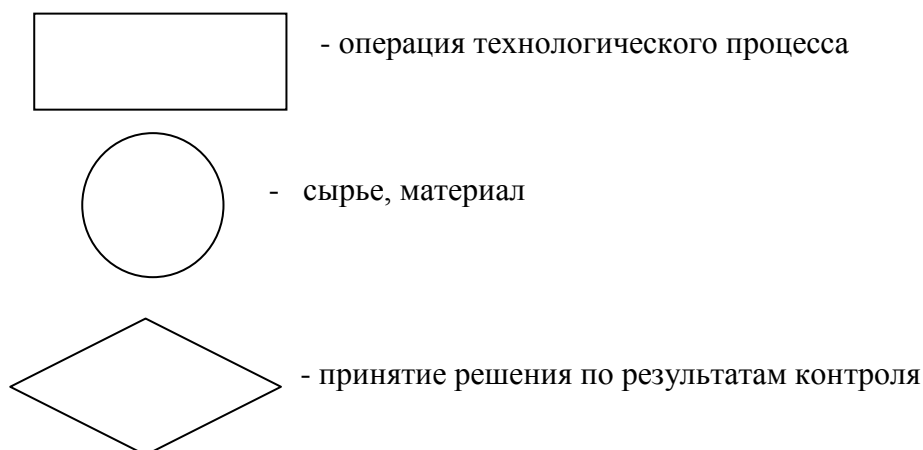 - операция технологического процесса
- сырье, материал
- принятие решения по результатам контроля